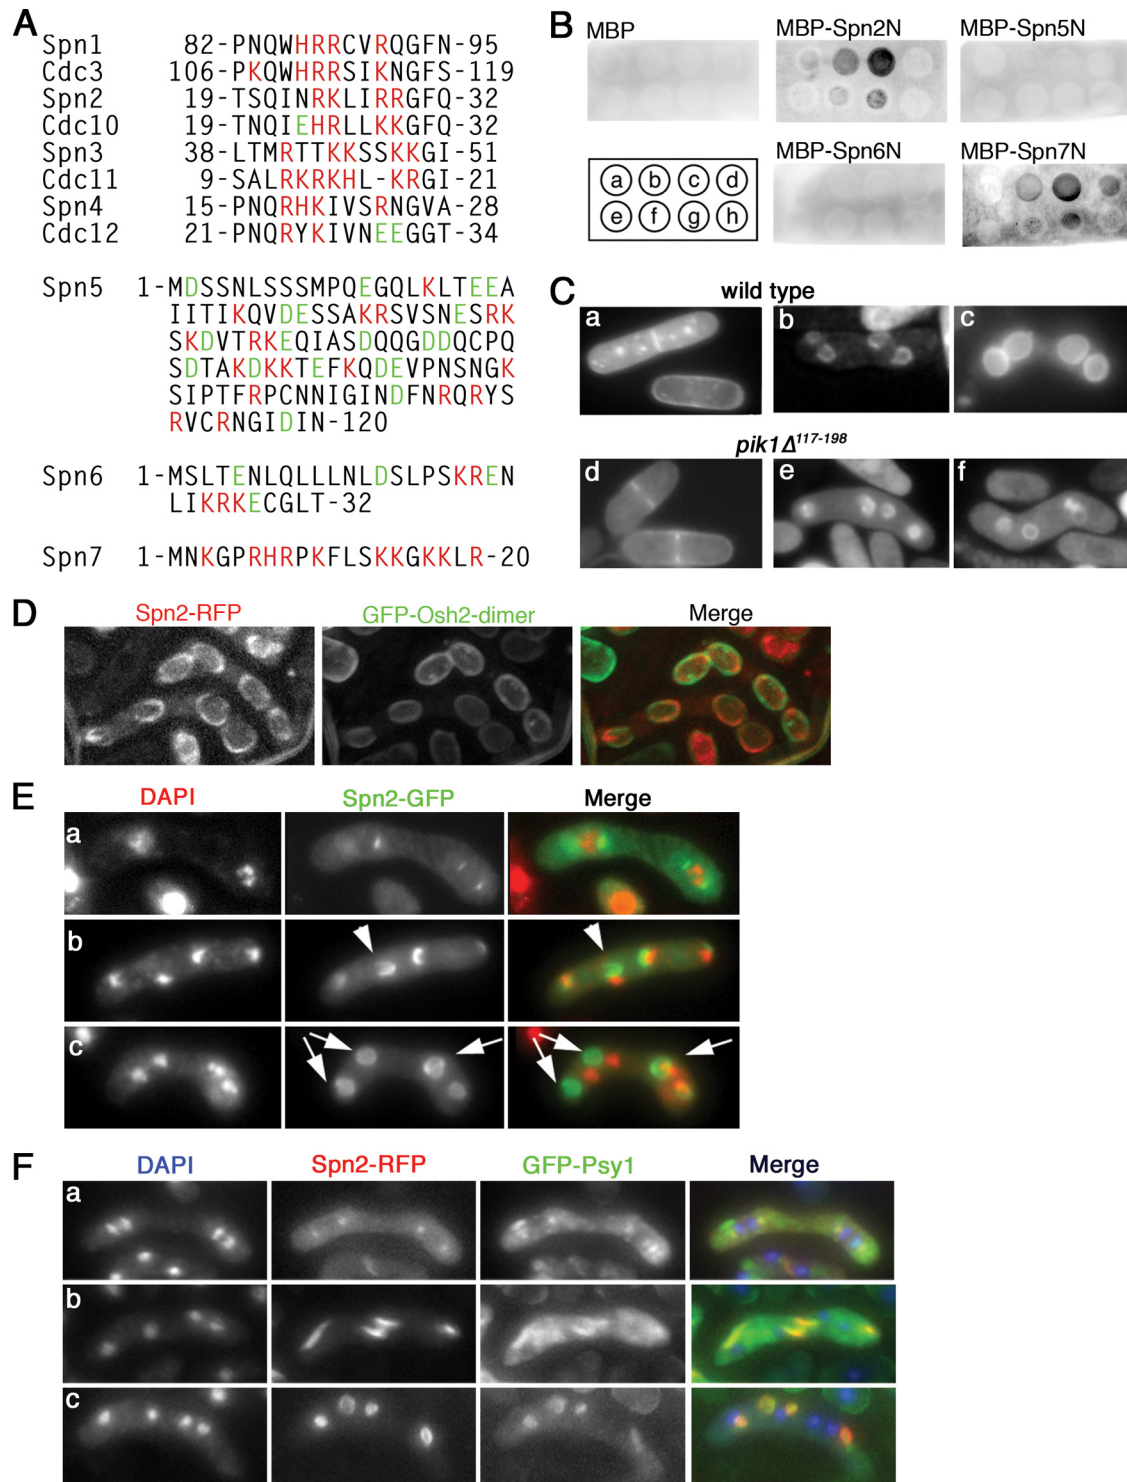 A
Spn1 82-PNQWHRRCVRQGFN-95
Cdc3 106-PKQWHRRSIKNGFS-119
Spn2 19-TSQINRKLIRRGFQ-32
Cdc10 19-TNQIEHRLLKKGFQ-32
Spn3 38-LTMRTTKKSSKKGI-51
Cdc11 9-SALRKRKHL-KRGI-21
Spn4 15-PNQRHKIVSRNGVA-28
Cdc12 21-PNQRYKIVNEEGGT-34
Spn5 1-MDSSNLSSSMPQEGQLKLTEEA
IITIKQVDESSAKRSVSNESRK
SKDVTRKEQIASDQQGDDQCPQ
SDTAKDKKTEFKQDEVPNSNGK
SIPTFRPCNNIGINDFNRQRYS
RVCRNGIDIN-120
Spn6 1-MSLTENLQLLLNLDSLPSKREN
LIKRKECGLT-32
Spn7 1-MNKGPRHRPKFLSKKGKKLR-20
B
MBP MBP-Spn2N MBP-Spn5N
MBP-Spn6N MBP-Spn7N
a b c d
e f g h
C
wild type
a b c
pik1Δ117-198
d e f
D
Spn2-RFP GFP-Osh2-dimer Merge
E
DAPI Spn2-GFP Merge
a
b
c
F
DAPI Spn2-RFP GFP-Psy1 Merge
a
b
c